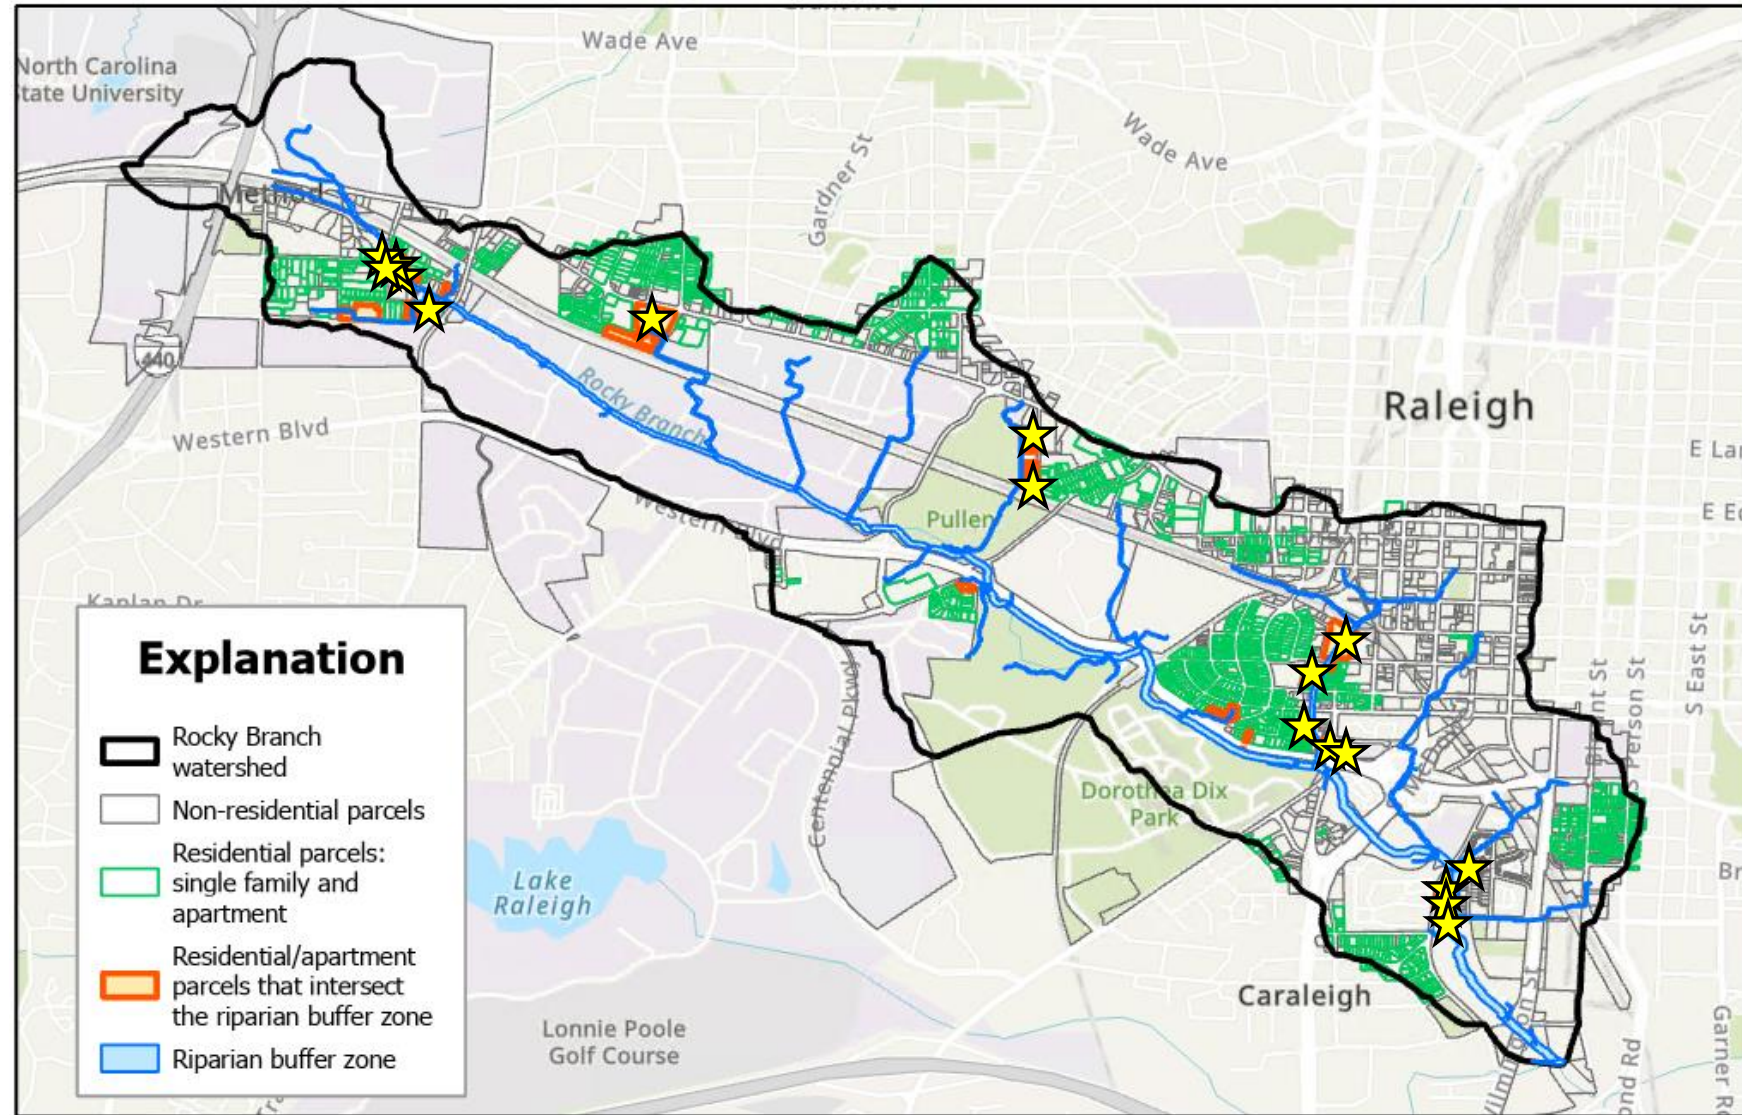 Wade Ave
North Carolina
State University
Wade Ave
Gardner St
Method
440
Rocky Branch
Raleigh
Western Blvd
Western Blvd
Pullen
Kaplan Dr
Explanation
Rocky Branch
watershed
Non-residential parcels
Residential parcels:
single family and
apartment
Residential/apartment
parcels that intersect
the riparian buffer zone
Riparian buffer zone
Centennial Pkwy
Dorothea Dix
Park
Lake
Raleigh
Lonnie Poole
Golf Course
Caraleigh
S East St
Person St
Garner R
ond Rd